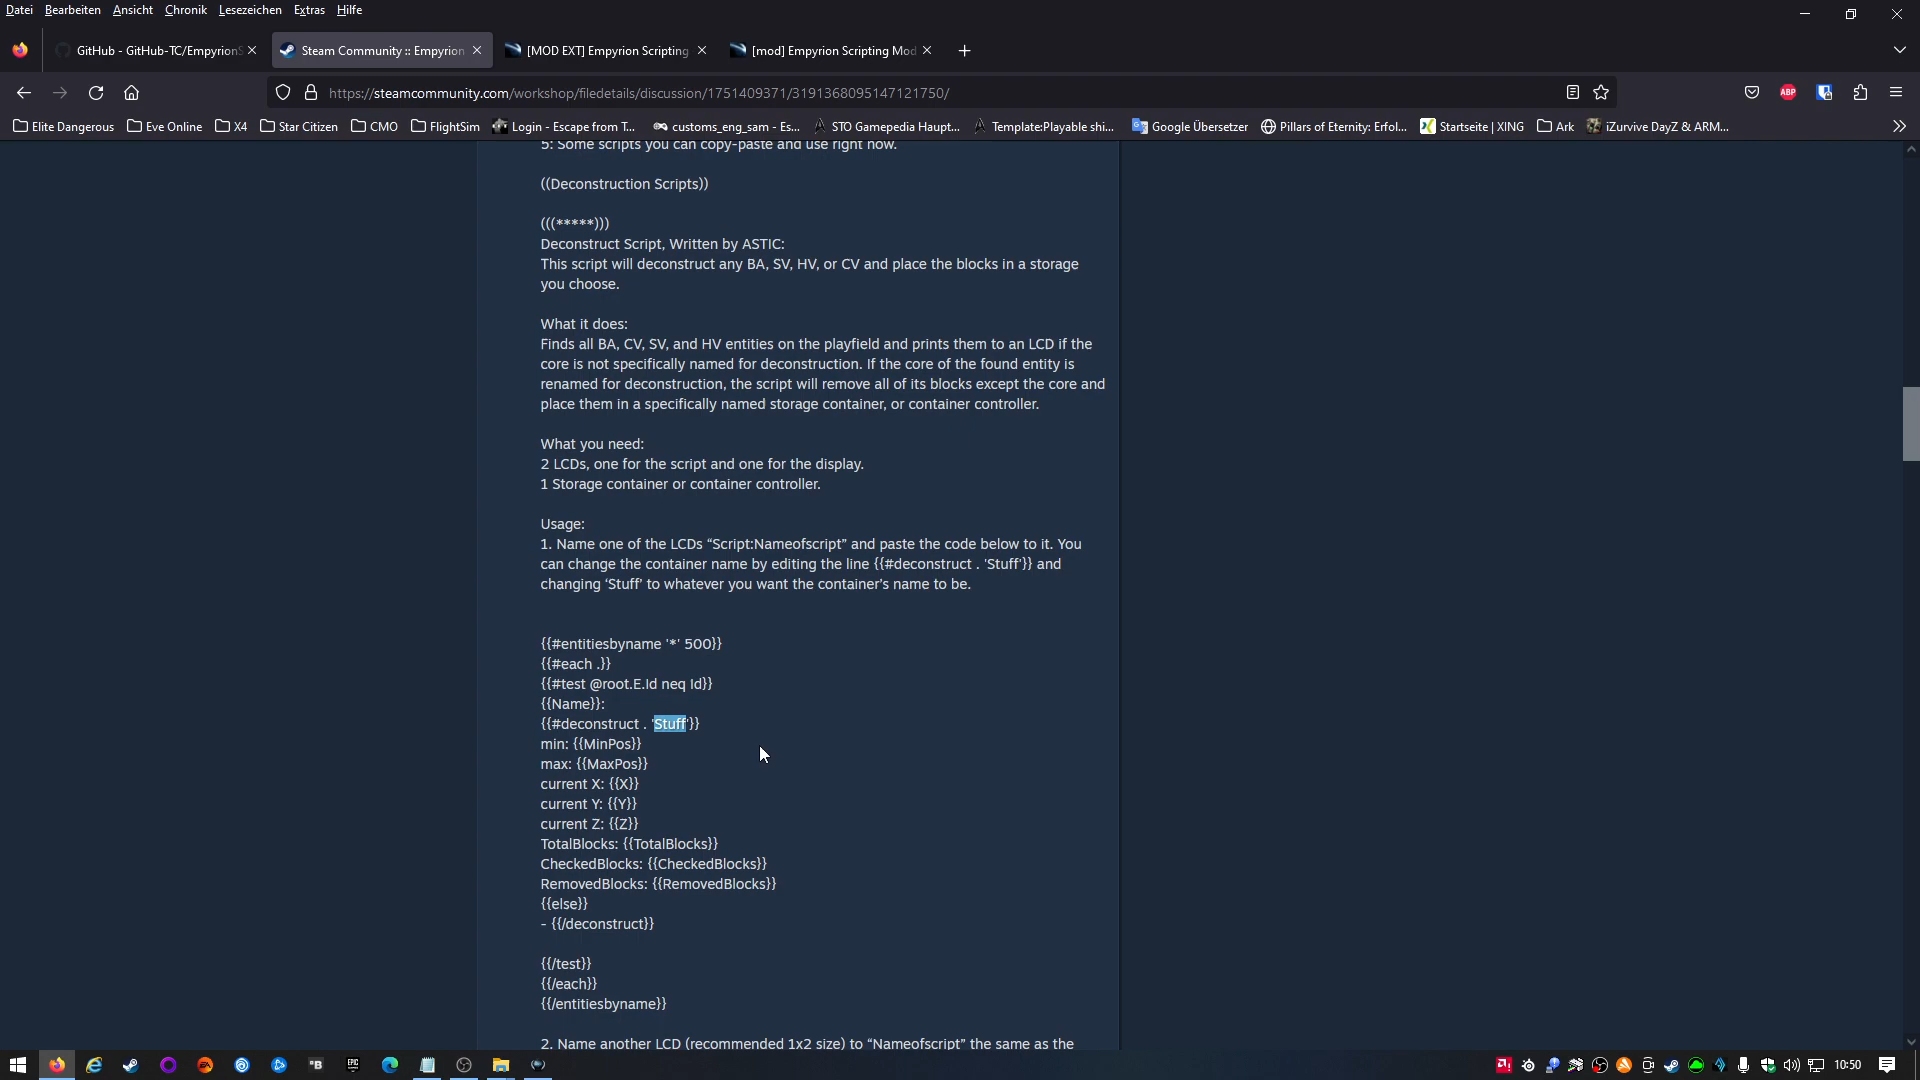 Datei Bearbeiten Ansicht Chronik Lesezeichen Extras Hilfe
GitHub - GitHub-TC/EmpyrionS
Steam Community :: Empyrion
[MOD EXT] Empyrion Scripting
[mod] Empyrion Scripting Mod
https://steamcommunity.com/workshop/filedetails/discussion/1751409371/3191368095147121750/
ABP
Elite Dangerous
Eve Online
X4
Star Citizen
CMO
FlightSim
Login - Escape from T...
customs_eng_sam - Es...
STO Gamepedia Haupt...
Template:Playable shi...
Google Übersetzer
Pillars of Eternity: Erfol...
Startseite | XING
Ark
iZurvive DayZ & ARM...
5: Some scripts you can copy-paste and use right now.
((Deconstruction Scripts))
(((*****)))
Deconstruct Script, Written by ASTIC:
This script will deconstruct any BA, SV, HV, or CV and place the blocks in a storage
you choose.
What it does:
Finds all BA, CV, SV, and HV entities on the playfield and prints them to an LCD if the
core is not specifically named for deconstruction. If the core of the found entity is
renamed for deconstruction, the script will remove all of its blocks except the core and
place them in a specifically named storage container, or container controller.
What you need:
2 LCDs, one for the script and one for the display.
1 Storage container or container controller.
Usage:
1. Name one of the LCDs “Script:Nameofscript” and paste the code below to it. You
can change the container name by editing the line {{#deconstruct . 'Stuff'}} and
changing ‘Stuff’ to whatever you want the container's name to be.
{{#entitiesbyname '*' 500}}
{{#each .}}
{{#test @root.E.Id neq Id}}
{{Name}}:
{{#deconstruct . 'Stuff'}}
min: {{MinPos}}
max: {{MaxPos}}
current X: {{X}}
current Y: {{Y}}
current Z: {{Z}}
TotalBlocks: {{TotalBlocks}}
CheckedBlocks: {{CheckedBlocks}}
RemovedBlocks: {{RemovedBlocks}}
{{else}}
- {{/deconstruct}}
{{/test}}
{{/each}}
{{/entitiesbyname}}
2. Name another LCD (recommended 1x2 size) to “Nameofscript” the same as the
10:50